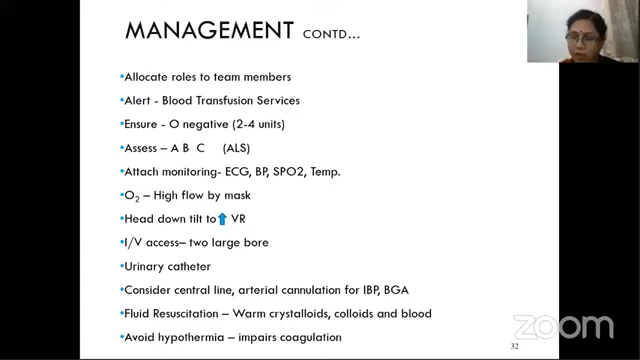 MANAGEMENT CONTD...
•Allocate roles to team members
•Alert - Blood Transfusion Services
•Ensure - O negative (2-4 units)
•Assess – A B C (ALS)
•Attach monitoring- ECG, BP, SPO2, Temp.
•O2 – High flow by mask
•Head down tilt to ⬆ VR
•I/V access– two large bore
•Urinary catheter
•Consider central line, arterial cannulation for IBP, BGA
•Fluid Resuscitation – Warm crystalloids, colloids and blood
•Avoid hypothermia – impairs coagulation
zoom
32